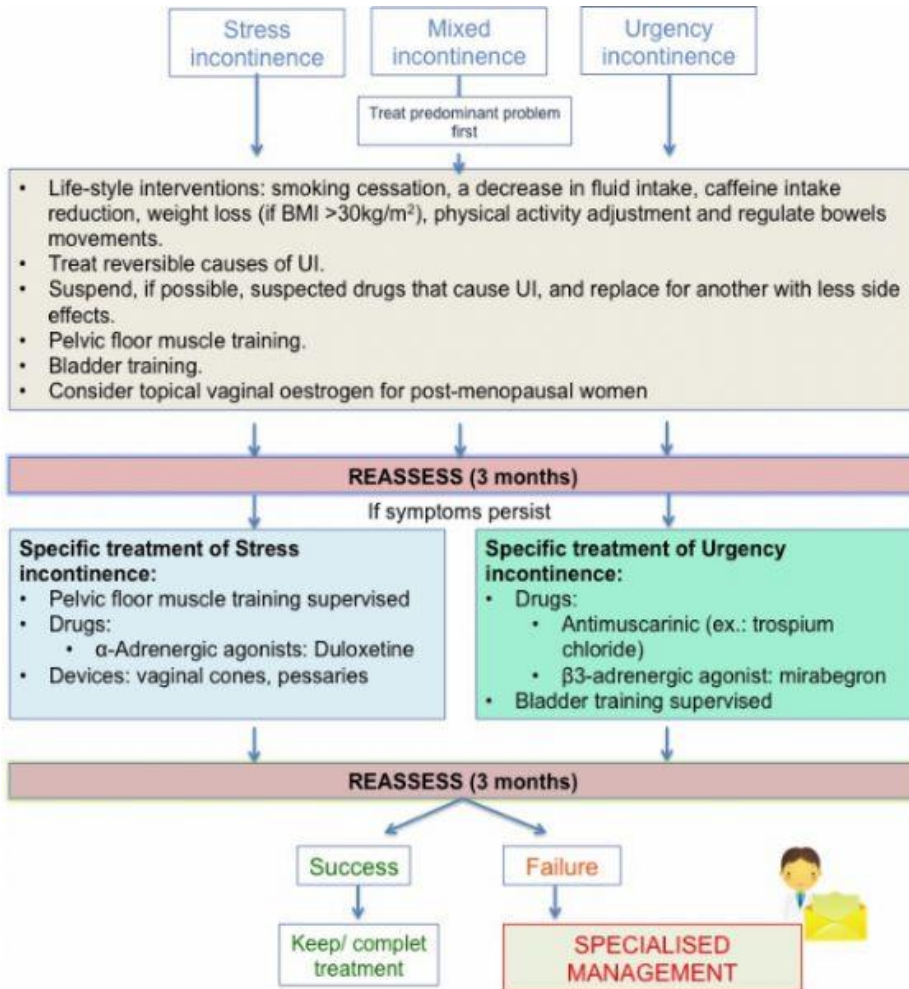 Stress
incontinence
Mixed
incontinence
Urgency
incontinence
Treat predominant problem
first
• Life-style interventions: smoking cessation, a decrease in fluid intake, caffeine intake
reduction, weight loss (if BMI >30kg/m²), physical activity adjustment and regulate bowels
movements.
• Treat reversible causes of UI.
• Suspend, if possible, suspected drugs that cause UI, and replace for another with less side
effects.
• Pelvic floor muscle training.
• Bladder training.
• Consider topical vaginal oestrogen for post-menopausal women
REASSESS (3 months)
If symptoms persist
Specific treatment of Stress
incontinence:
• Pelvic floor muscle training supervised
• Drugs:
• α-Adrenergic agonists: Duloxetine
• Devices: vaginal cones, pessaries
Specific treatment of Urgency
incontinence:
• Drugs:
• Antimuscarinic (ex.: trospium
chloride)
• β3-adrenergic agonist: mirabegron
• Bladder training supervised
REASSESS (3 months)
Success
Failure
Keep/ complet
treatment
SPECIALISED
MANAGEMENT